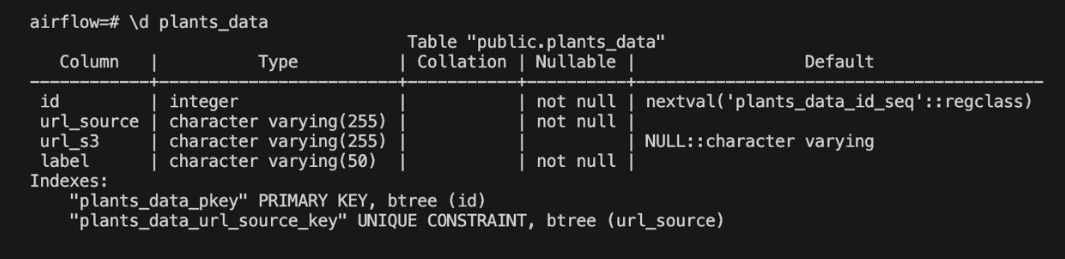 airflow=# \d plants_data
Table "public.plants_data"
Column | Type | Collation | Nullable | Default
------------+------------------------+-----------+----------+-----------------------------------------
id | integer | | not null | nextval('plants_data_id_seq'::regclass)
url_source | character varying(255) | | not null |
url_s3 | character varying(255) | | | NULL::character varying
label | character varying(50) | | not null |
Indexes:
"plants_data_pkey" PRIMARY KEY, btree (id)
"plants_data_url_source_key" UNIQUE CONSTRAINT, btree (url_source)